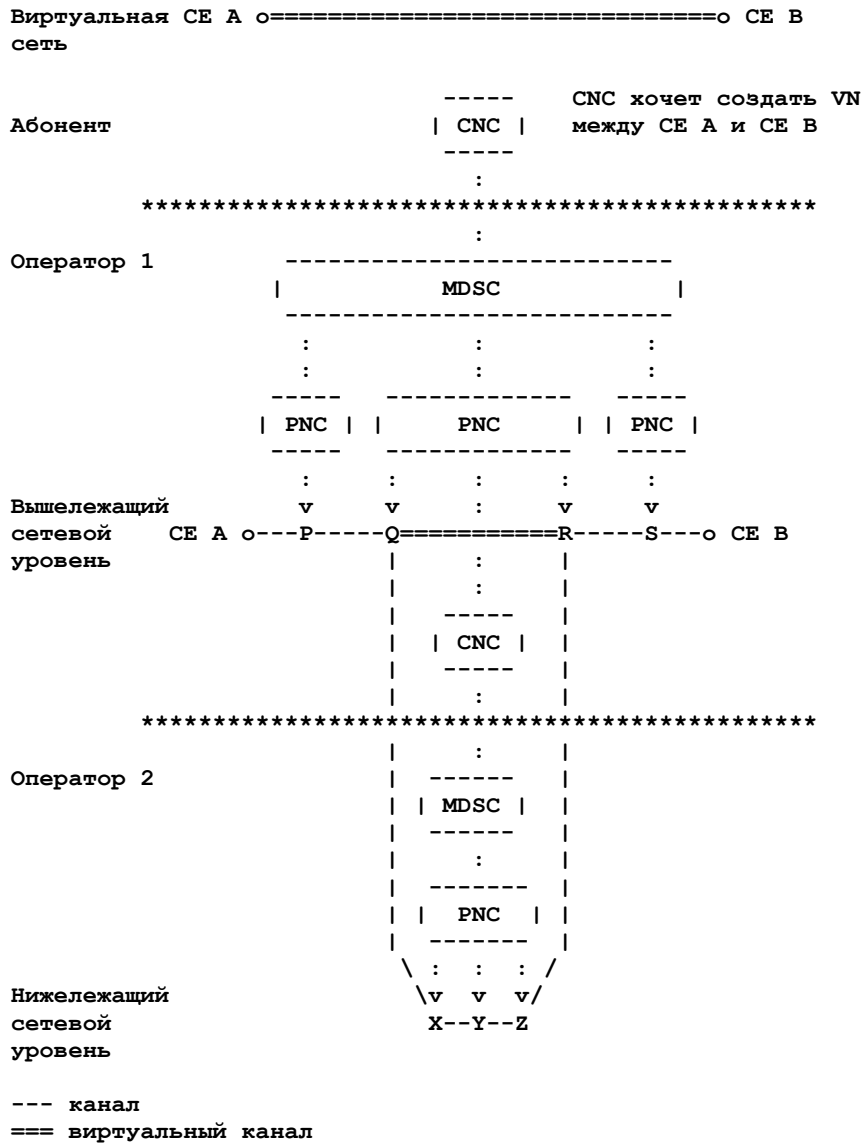 Виртуальная CE A o===============================o CE B
сеть
----- CNC хочет создать VN
Абонент | CNC | между CE A и CE B
-----
:
***********************************************
:
Оператор 1 ---------------------------
| MDSC |
---------------------------
: : :
: : :
----- ------------- -----
| PNC | | PNC | | PNC |
----- ------------- -----
: : : : :
Вышележащий v v : v v
сетевой CE A o---P-----Q===========R-----S---o CE B
уровень | : |
| : |
| ----- |
| | CNC | |
| ----- |
| : |
***********************************************
| : |
Оператор 2 | ------ |
| | MDSC | |
| ------ |
| : |
| ------- |
| | PNC | |
| ------- |
\ : : : /
Нижележащий \v v v/
сетевой X--Y--Z
уровень
--- канал
=== виртуальный канал